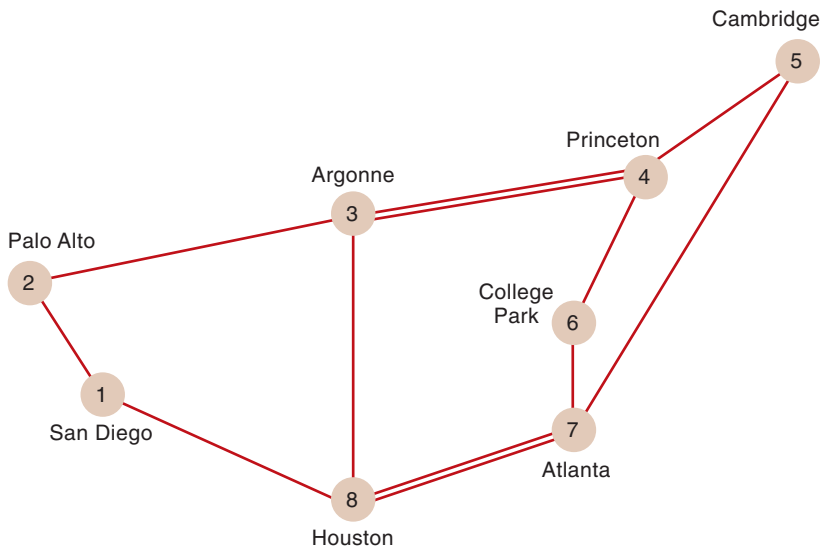 Cambridge
5
Princeton
4
Argonne
3
Palo Alto
2
College
Park
6
1
San Diego
7
Atlanta
8
Houston